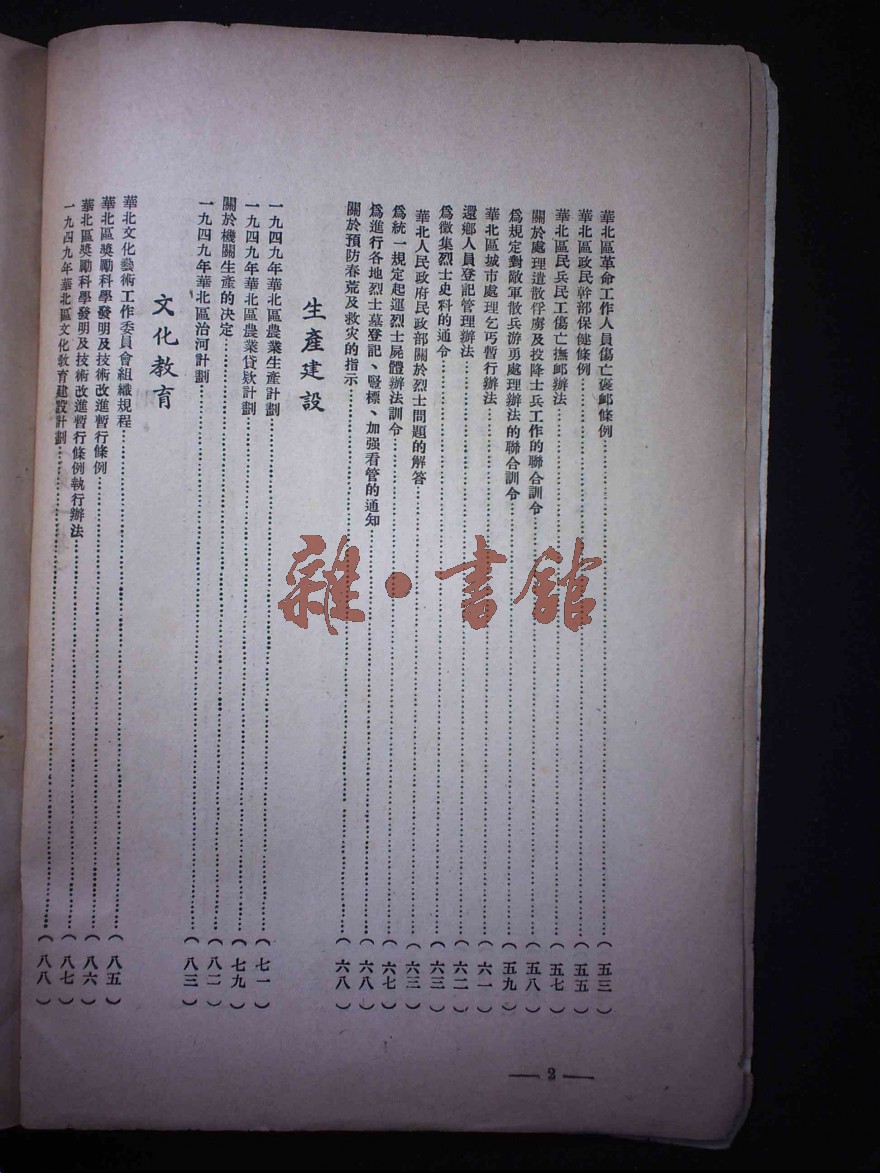 華北區革命工作人員傷亡褒邺條例……(五三)
華北區政民幹部保健條例……(五五)
華北區民兵民工傷亡撫邺辦法……(五七)
關於處理遣散俘虜及投降士兵工作的聯合訓令……(五八)
爲規定對敵軍散兵游勇處理辦法的聯合訓令……(五九)
華北區城市處理乞丐暫行辦法……(六一)
還鄉人員登記管理辦法……(六二)
爲徵集烈士史料的通令……(六三)
華北人民政府民政部關於烈士問題的解答……(六三)
爲統一規定起運烈士屍體辦法訓令……(六七)
爲進行各地烈士墓登記、豎標、加强看管的通知……(六八)
關於預防春荒及救灾的指示……(六八)
生產建設
一九四九年華北區農業生產計劃……(七一)
一九四九年華北區農業貸欵計劃……(七九)
關於機關生產的决定……(八二)
一九四九年華北區治河計劃……(八三)
文化教育
華北文化藝術工作委員會組織規程……(八五)
華北區獎勵科學發明及技術改進暫行條例……(八六)
華北區獎勵科學發明及技術改進暫行條例執行辦法……(八七)
一九四九年華北區文化教育建設計劃……(八八)
— 2 —
雜·書館